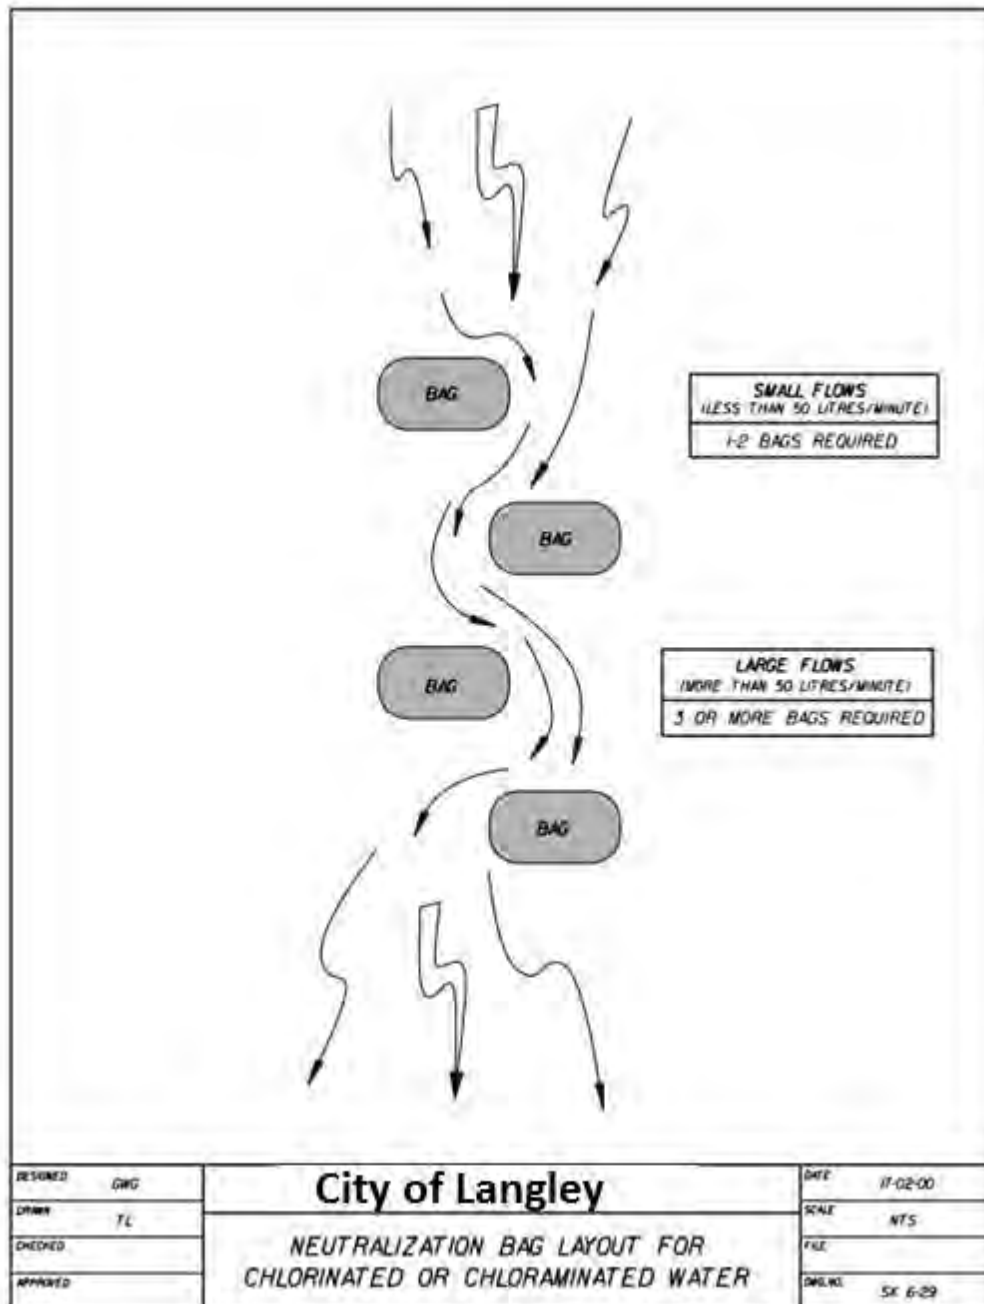 BAG
SMALL FLOWS
(LESS THAN 50 LITRES/MINUTE)
1-2 BAGS REQUIRED
BAG
BAG
LARGE FLOWS
(MORE THAN 50 LITRES/MINUTE)
3 OR MORE BAGS REQUIRED
BAG
DESIGNED GWG
DRAWN TL
CHECKED
APPROVED
City of Langley
NEUTRALIZATION BAG LAYOUT FOR
CHLORINATED OR CHLORAMINATED WATER
DATE 17-02-00
SCALE NTS
FILE
DWG.NO. SK 6-29